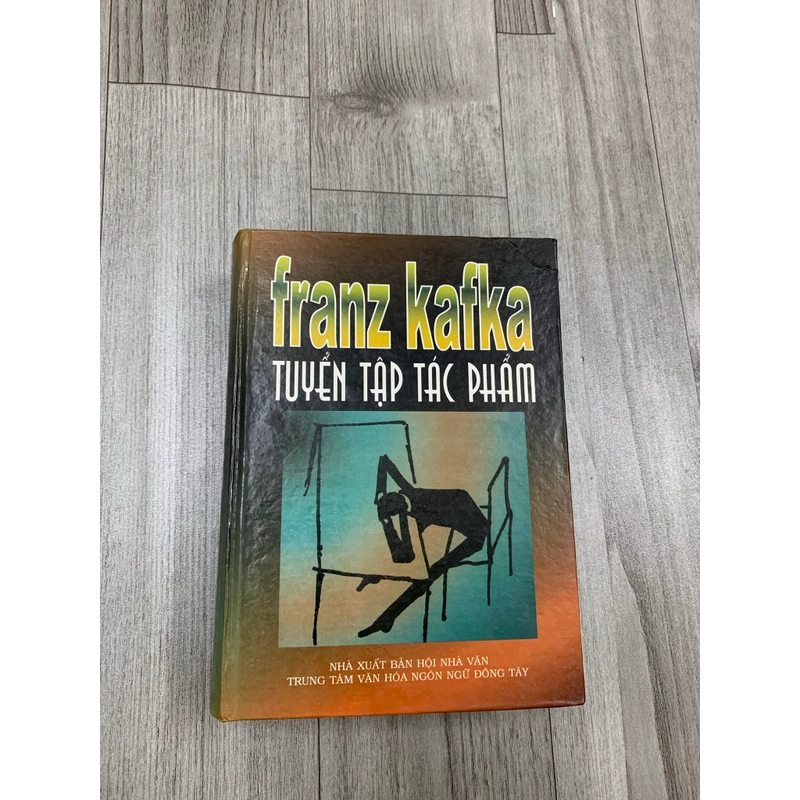 franz kafka
TUYỂN TẬP TÁC PHẨM
NHÀ XUẤT BẢN HỘI NHÀ VĂN
TRUNG TÂM VĂN HÓA NGÔN NGỮ ĐÔNG TÂY